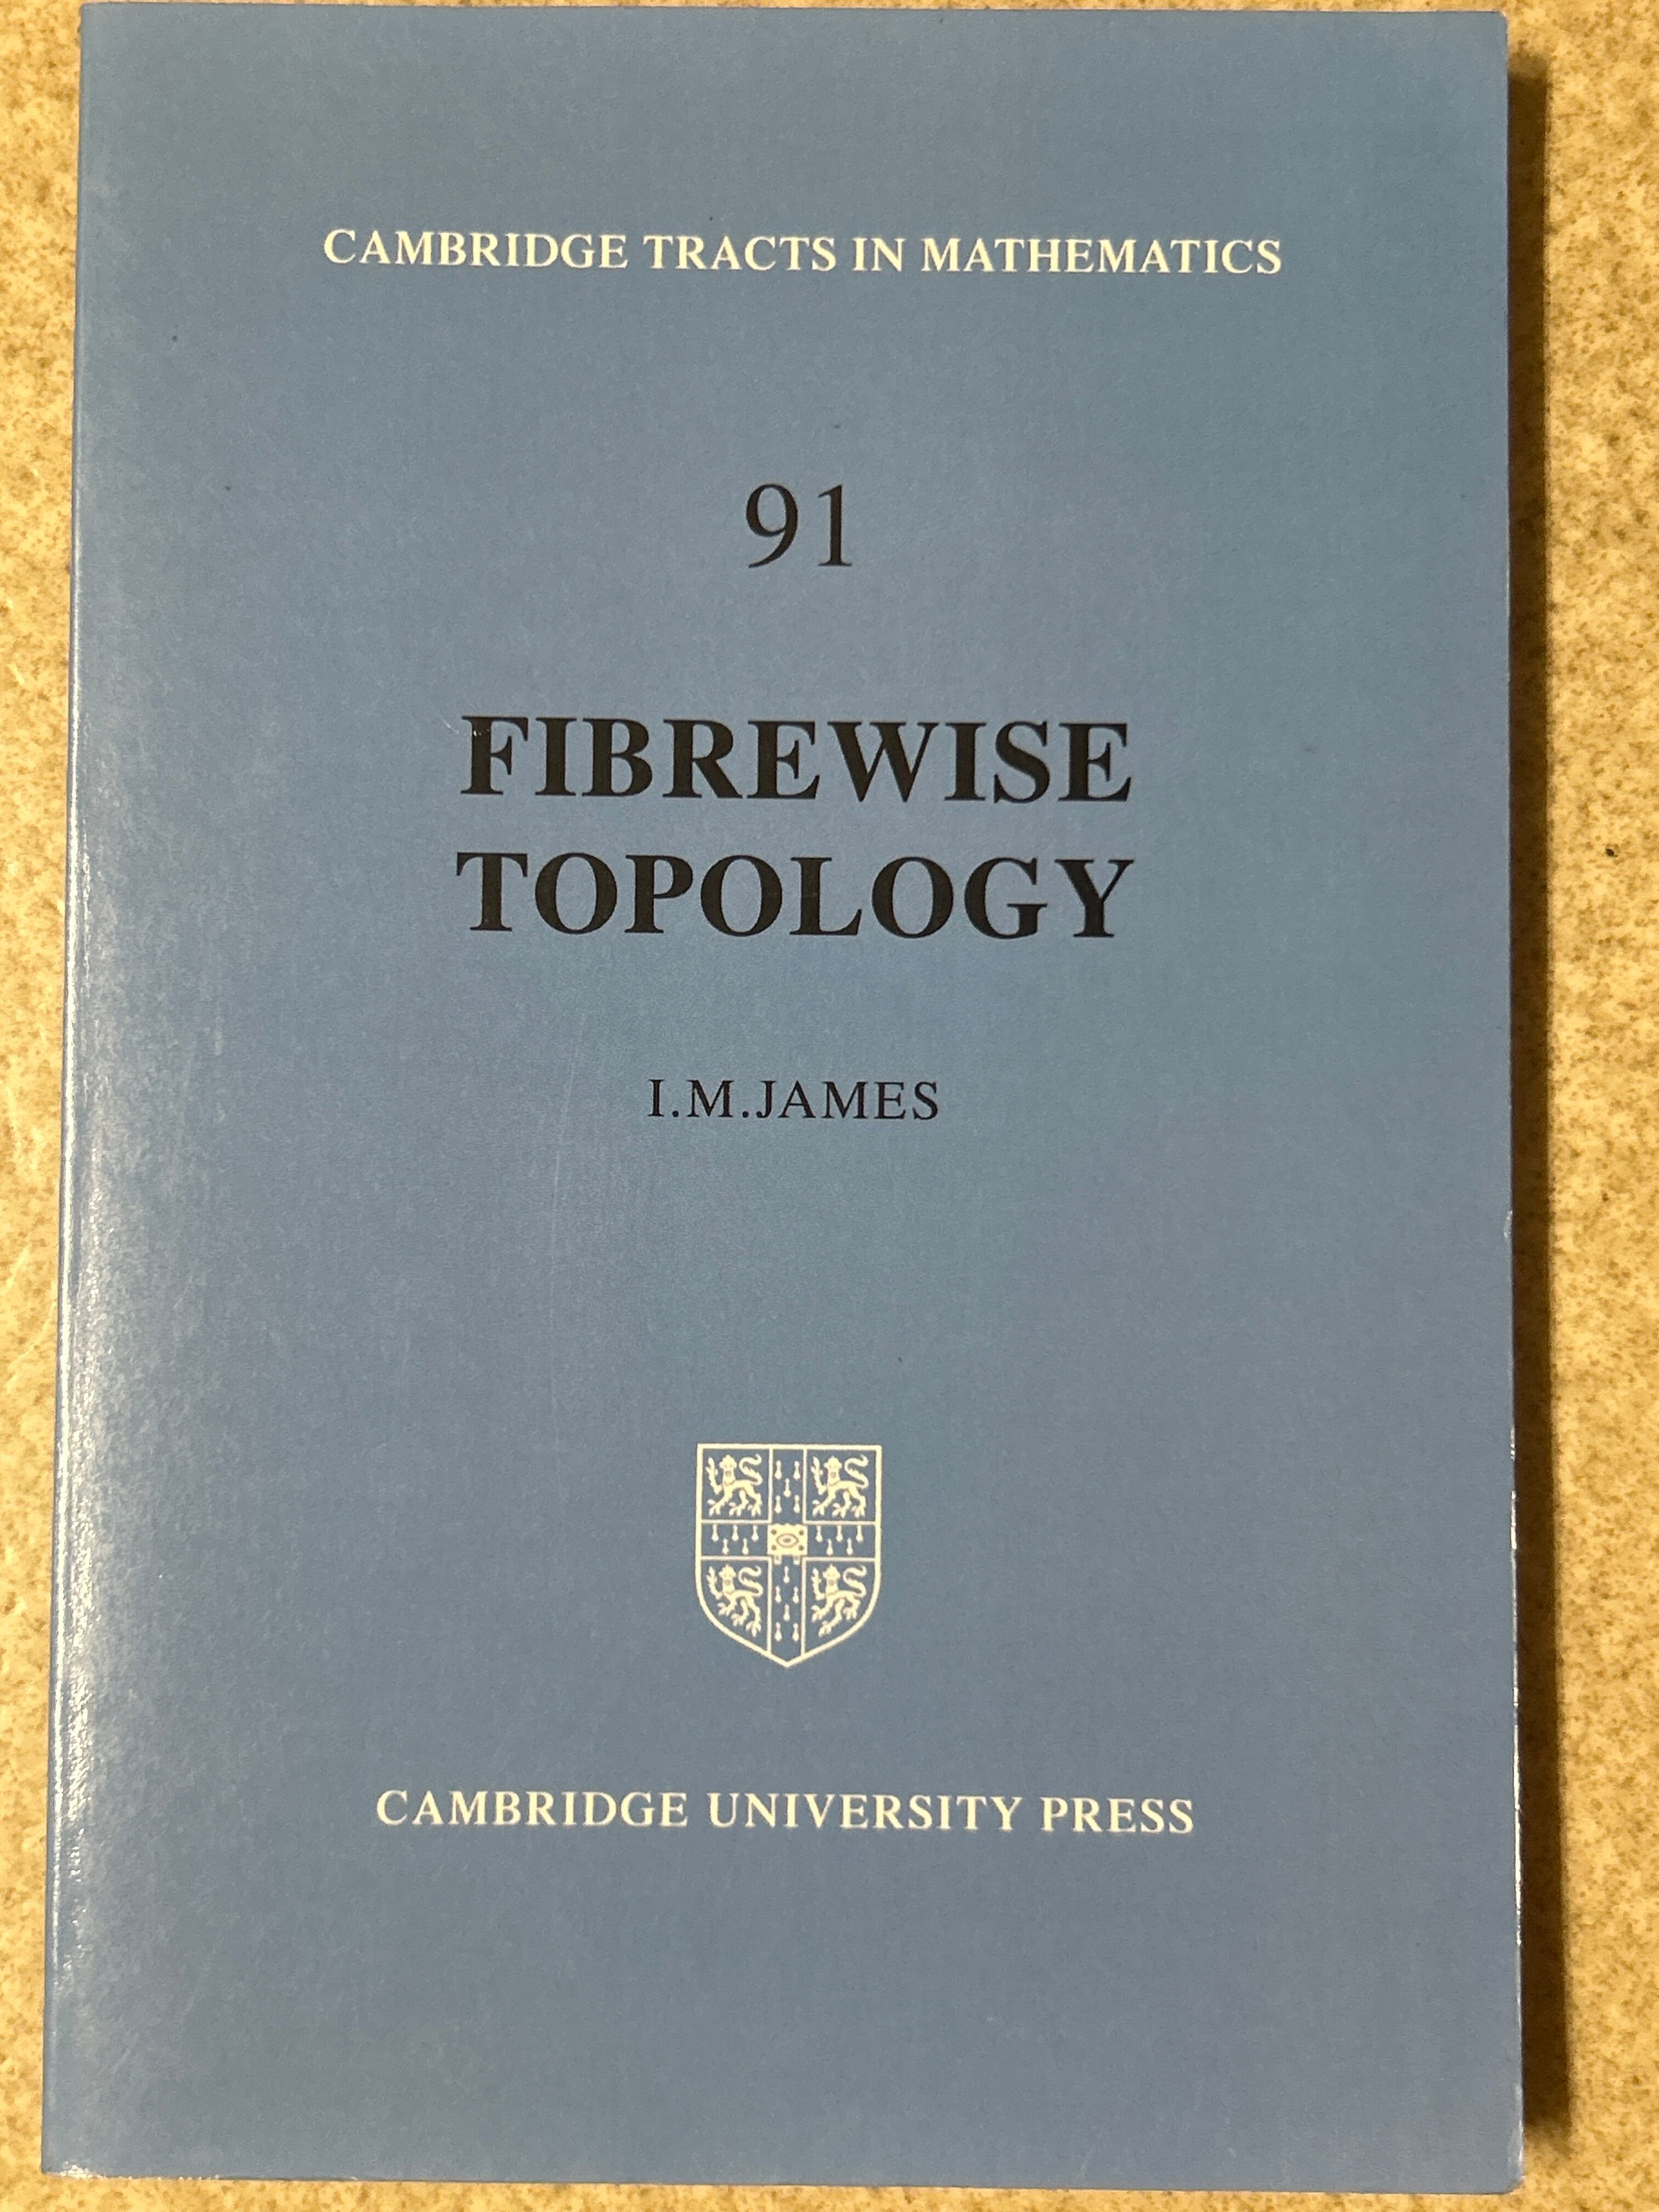 CAMBRIDGE TRACTS IN MATHEMATICS
91
FIBREWISE
TOPOLOGY
I.M.JAMES
CAMBRIDGE UNIVERSITY PRESS